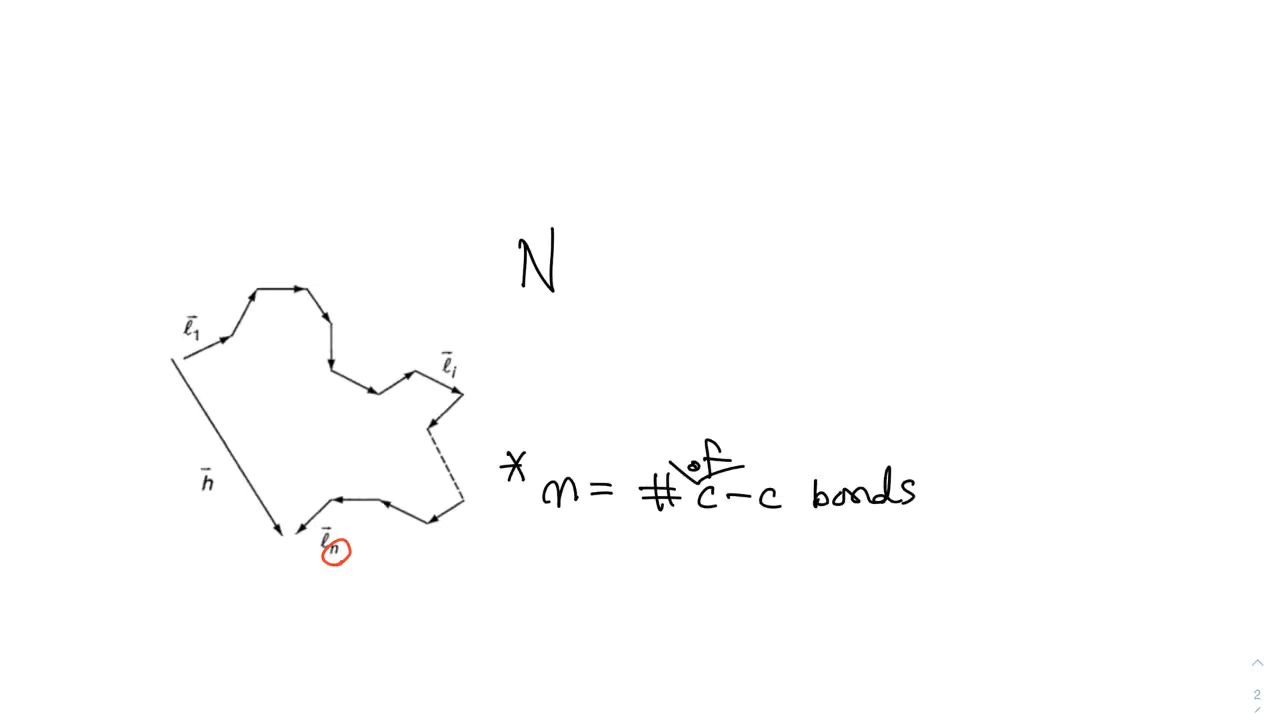 N
ℓ⃗₁
ℓ⃗ᵢ
h⃗
* n = # of c-c bonds
ℓ⃗ₙ
2